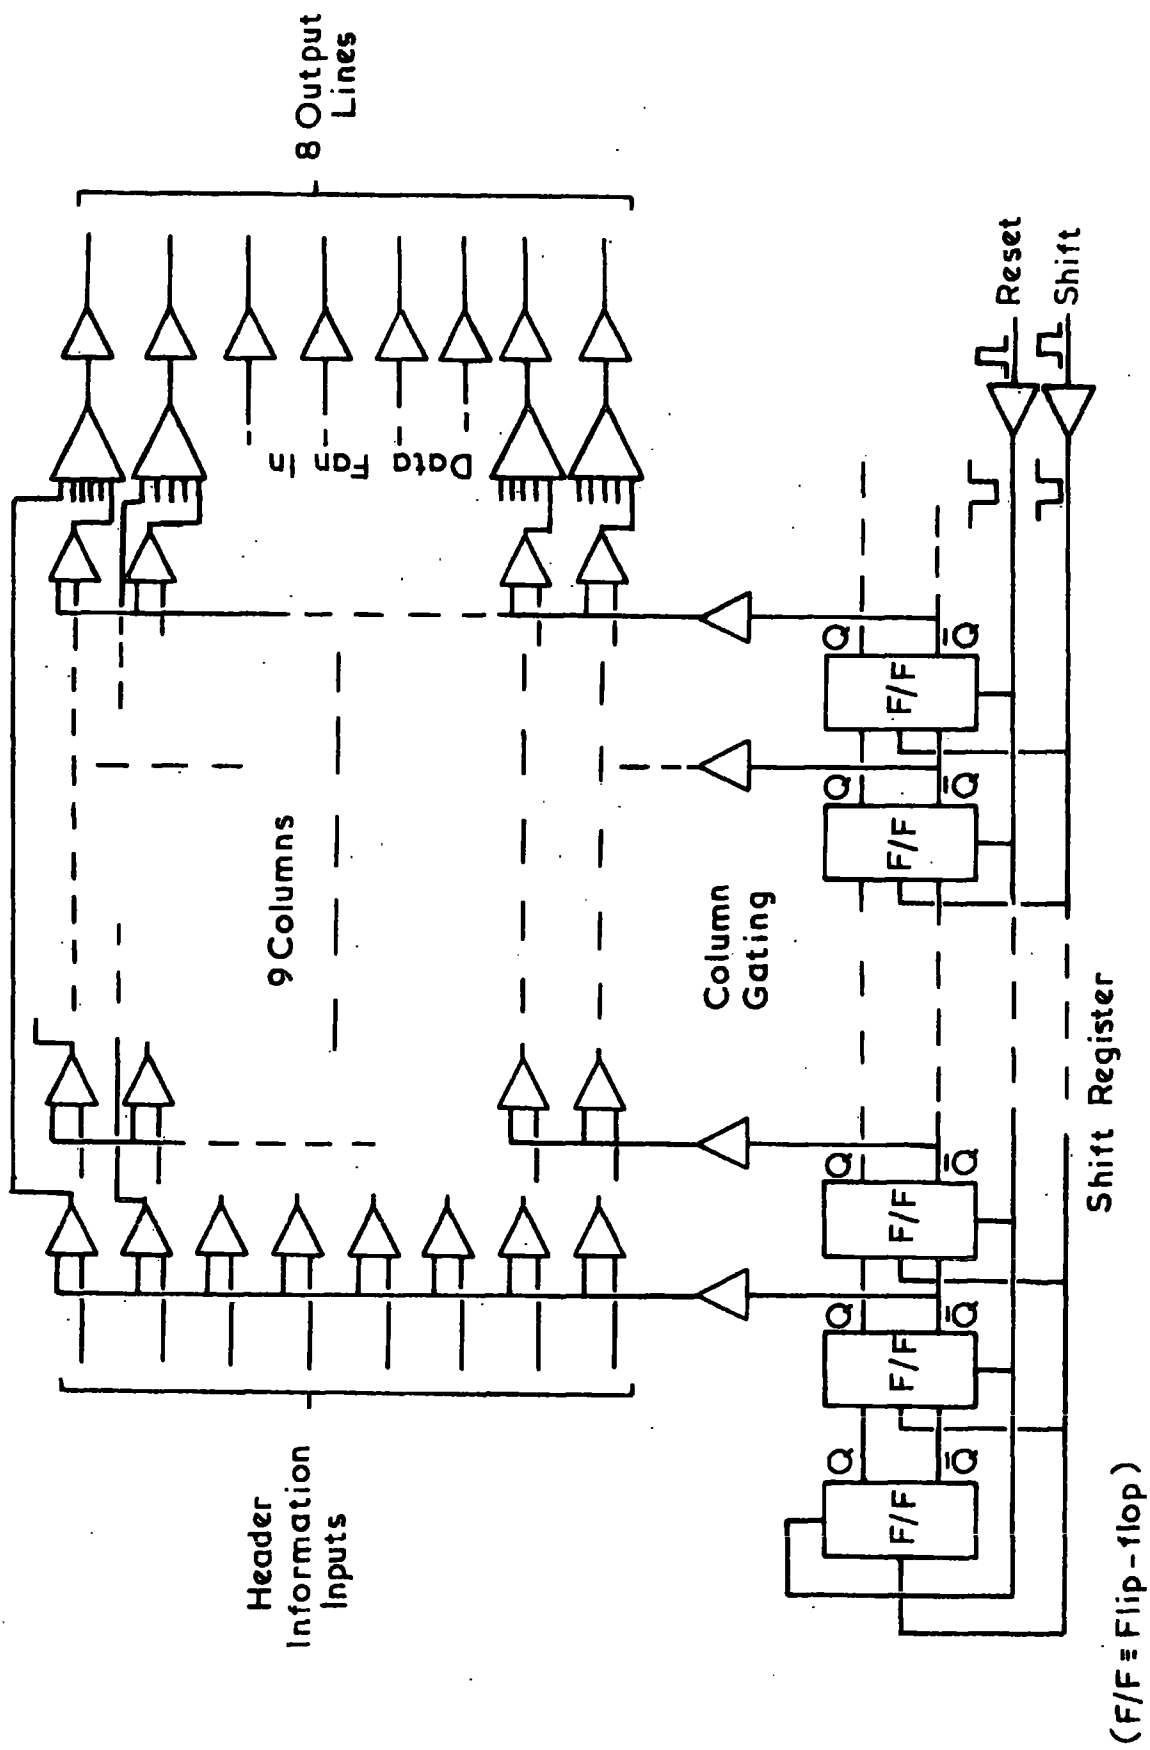 8 Output
Lines
Data Fan in
9 Columns
Header
Information
Inputs
Column
Gating
Reset
Shift
Q
Q̅
F/F
Q
Q̅
F/F
Q
Q̅
F/F
Q
Q̅
F/F
Q
Q̅
F/F
Shift Register
(F/F ≡ Flip-flop)